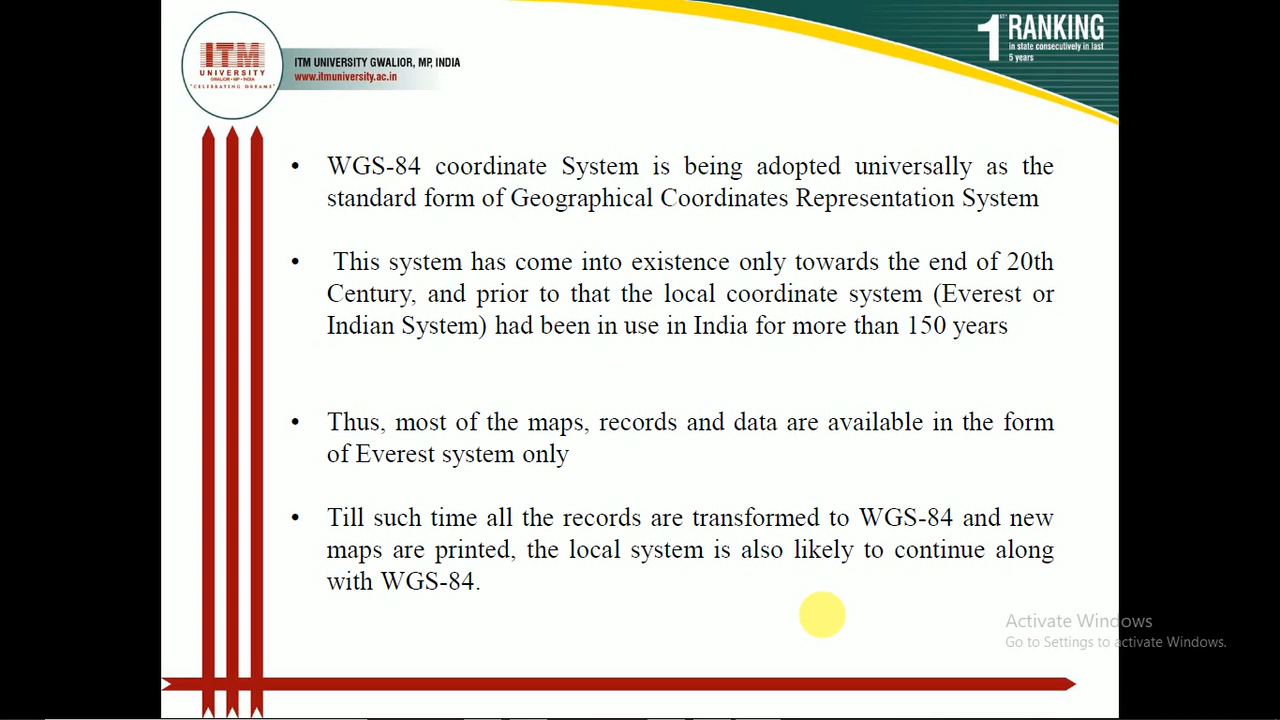 ITM
UNIVERSITY
GWALIOR • MP • INDIA
"CELEBRATING DREAMS"
ITM UNIVERSITY GWALIOR, MP, INDIA
www.itmuniversity.ac.in
1ST RANKING
in state consecutively in last
5 years
• WGS-84 coordinate System is being adopted universally as the
standard form of Geographical Coordinates Representation System
• This system has come into existence only towards the end of 20th
Century, and prior to that the local coordinate system (Everest or
Indian System) had been in use in India for more than 150 years
• Thus, most of the maps, records and data are available in the form
of Everest system only
• Till such time all the records are transformed to WGS-84 and new
maps are printed, the local system is also likely to continue along
with WGS-84.
Activate Windows
Go to Settings to activate Windows.